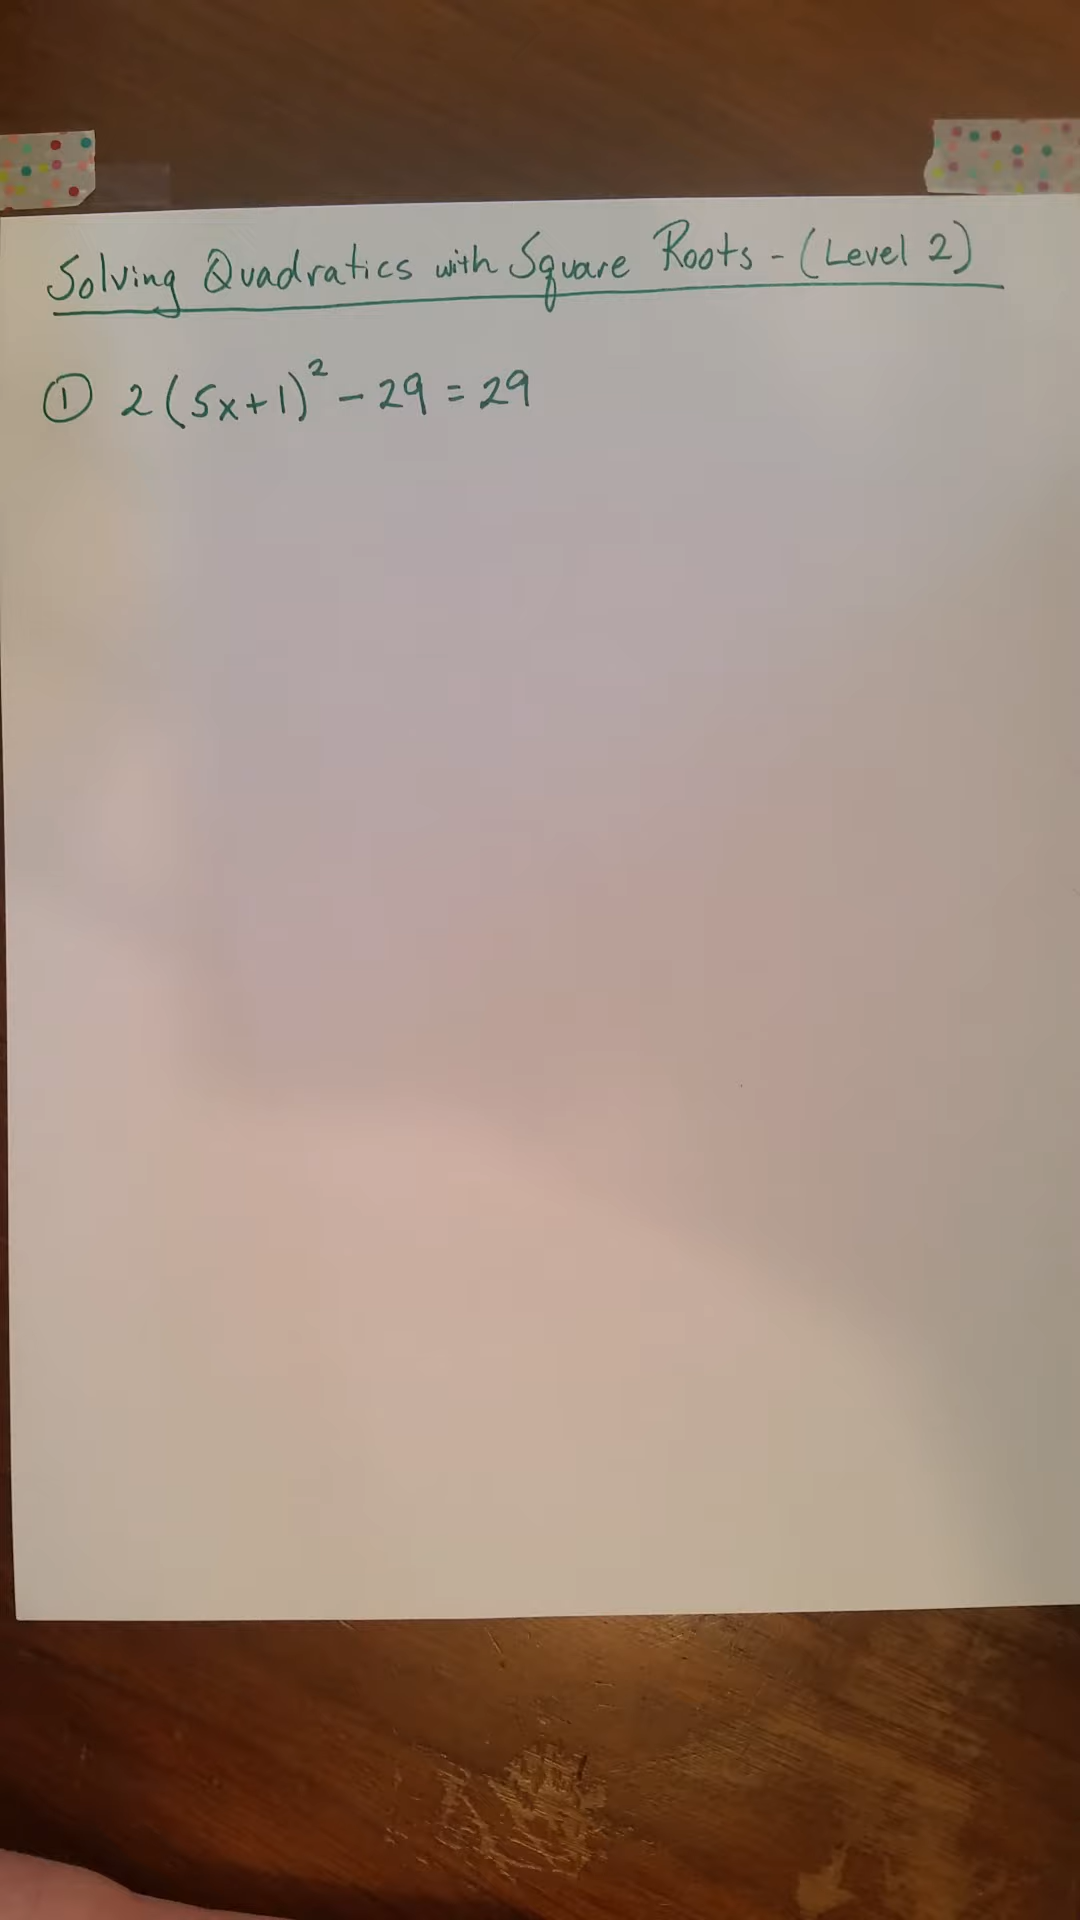 Solving Quadratics with Square Roots - (Level 2)
① 2(5x+1)² - 29 = 29